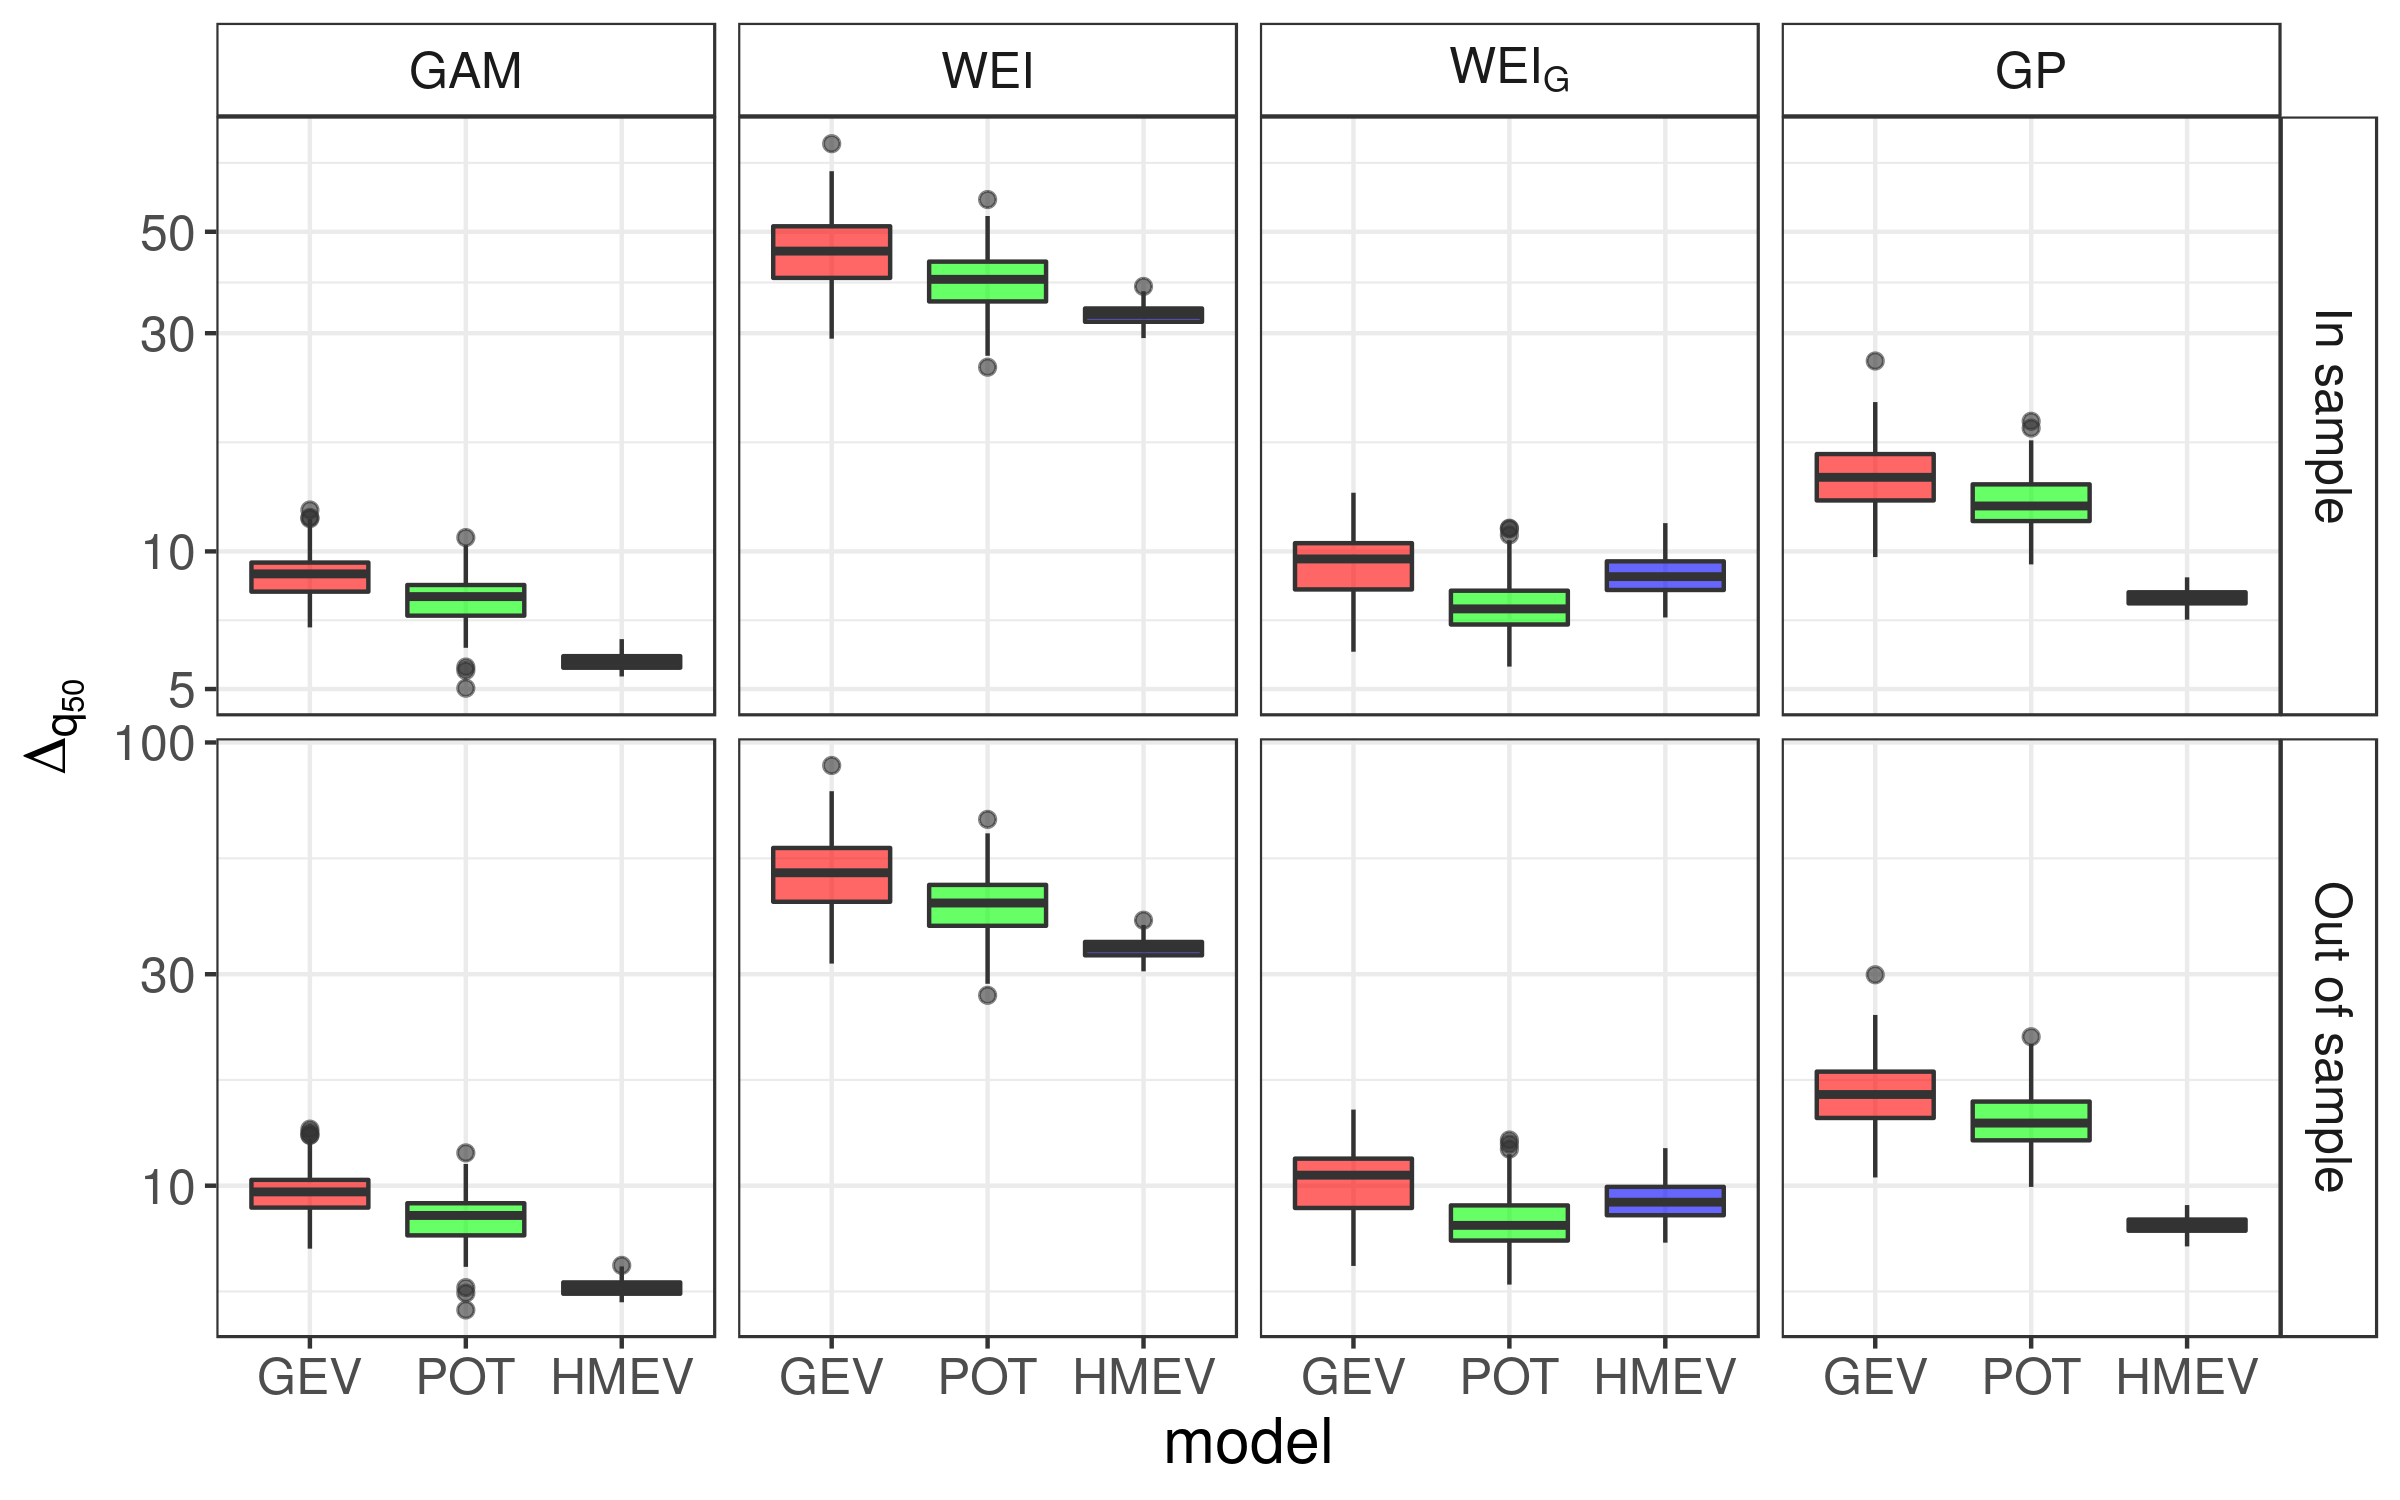 GAM WEI WEI_G GP
50
30
10
5
In sample
Δq50
100
30
10
Out of sample
GEV POT HMEV GEV POT HMEV GEV POT HMEV GEV POT HMEV
model